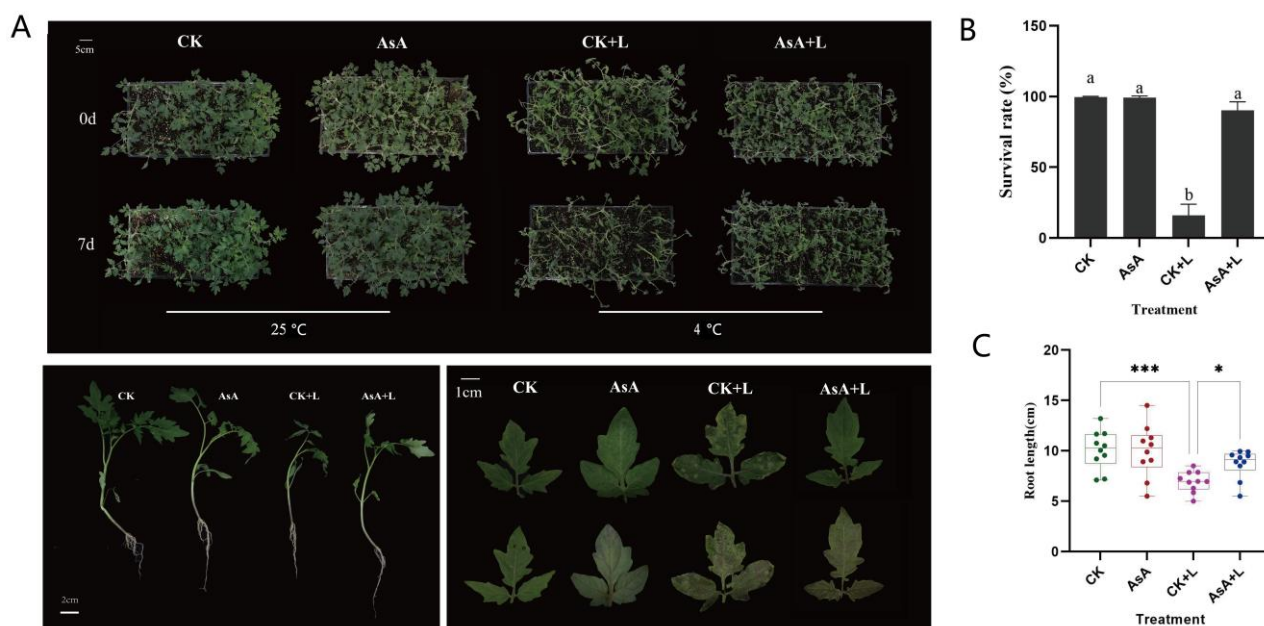 A
5cm
CK AsA CK+L AsA+L
0d
7d
25 °C 4 °C
CK AsA CK+L AsA+L
2cm
1cm
CK AsA CK+L AsA+L
B
Survival rate (%)
150
100
50
0
a a b a
CK AsA CK+L AsA+L
Treatment
C
Root length(cm)
20
15
10
5
0
*** *
CK AsA CK+L AsA+L
Treatment